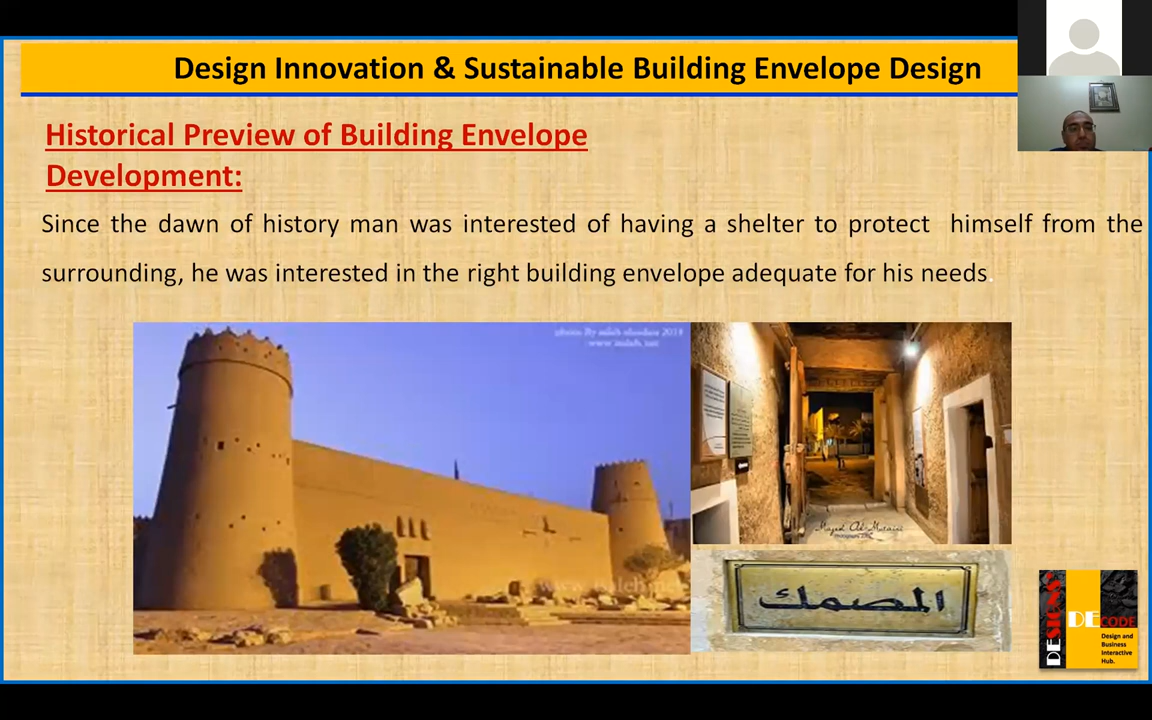 Design Innovation & Sustainable Building Envelope Design
Historical Preview of Building Envelope
Development:
Since the dawn of history man was interested of having a shelter to protect himself from the
surrounding, he was interested in the right building envelope adequate for his needs.
المصمك
DESIGNS
DECODE
Design and
Business
Interactive
Hub.